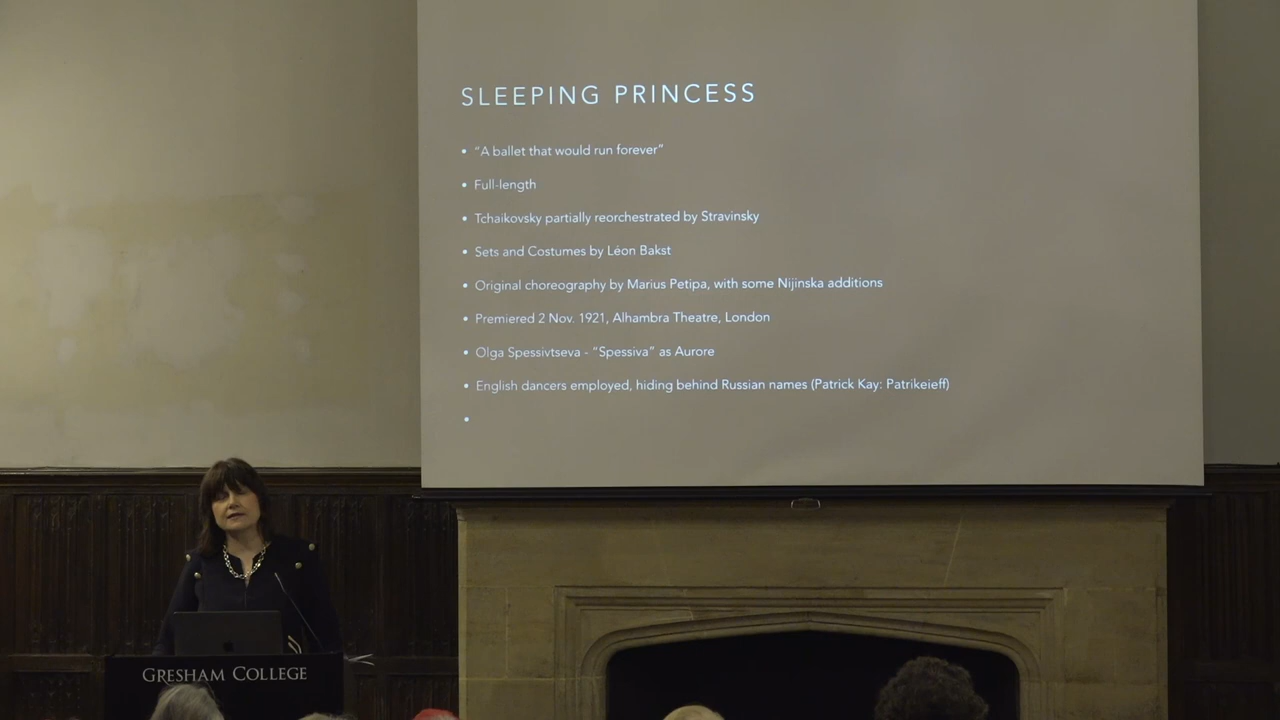 SLEEPING PRINCESS
• “A ballet that would run forever”
• Full-length
• Tchaikovsky partially reorchestrated by Stravinsky
• Sets and Costumes by Léon Bakst
• Original choreography by Marius Petipa, with some Nijinska additions
• Premiered 2 Nov. 1921, Alhambra Theatre, London
• Olga Spessivtseva - “Spessiva” as Aurore
• English dancers employed, hiding behind Russian names (Patrick Kay: Patrikeieff)
•
GRESHAM COLLEGE